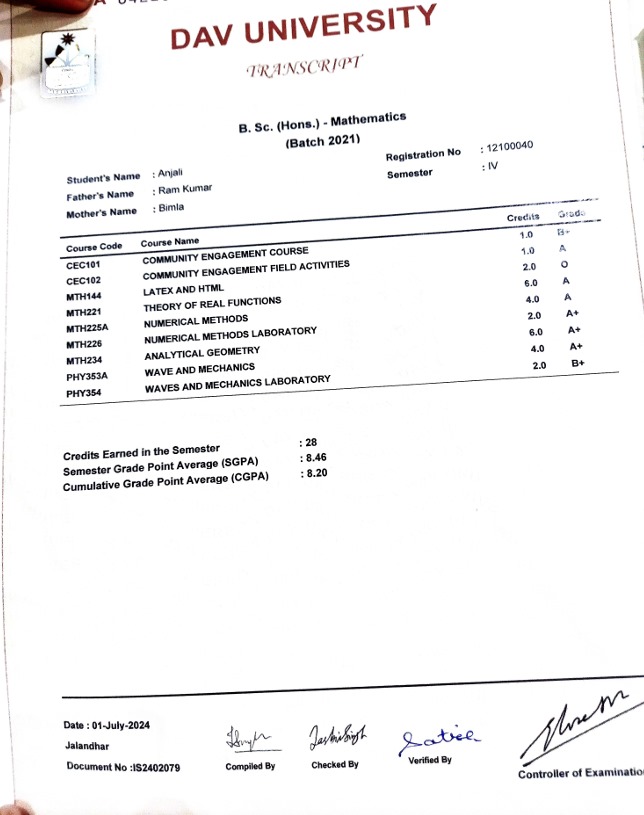 DAV UNIVERSITY
TRANSCRIPT
B. Sc. (Hons.) - Mathematics
(Batch 2021)
Student's Name : Anjali
Father's Name : Ram Kumar
Mother's Name : Bimla
Registration No : 12100040
Semester : IV
Course Code Course Name Credits Grade
CEC101 COMMUNITY ENGAGEMENT COURSE 1.0 B+
CEC102 COMMUNITY ENGAGEMENT FIELD ACTIVITIES 1.0 A
MTH144 LATEX AND HTML 2.0 O
MTH221 THEORY OF REAL FUNCTIONS 6.0 A
MTH225A NUMERICAL METHODS 4.0 A
MTH226 NUMERICAL METHODS LABORATORY 2.0 A+
MTH234 ANALYTICAL GEOMETRY 6.0 A+
PHY353A WAVE AND MECHANICS 4.0 A+
PHY354 WAVES AND MECHANICS LABORATORY 2.0 B+
Credits Earned in the Semester : 28
Semester Grade Point Average (SGPA) : 8.46
Cumulative Grade Point Average (CGPA) : 8.20
Date : 01-July-2024
Jalandhar
Document No :IS2402079
Compiled By
Checked By
Verified By
Controller of Examinatio